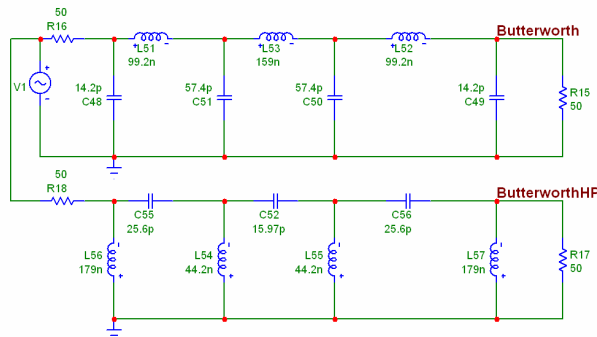 50
R16
L51
99.2n
L53
159n
L52
99.2n
Butterworth
V1
14.2p
C48
57.4p
C51
57.4p
C50
14.2p
C49
R15
50
50
R18
C55
25.6p
C52
15.97p
C56
25.6p
ButterworthHP
L56
179n
L54
44.2n
L55
44.2n
L57
179n
R17
50